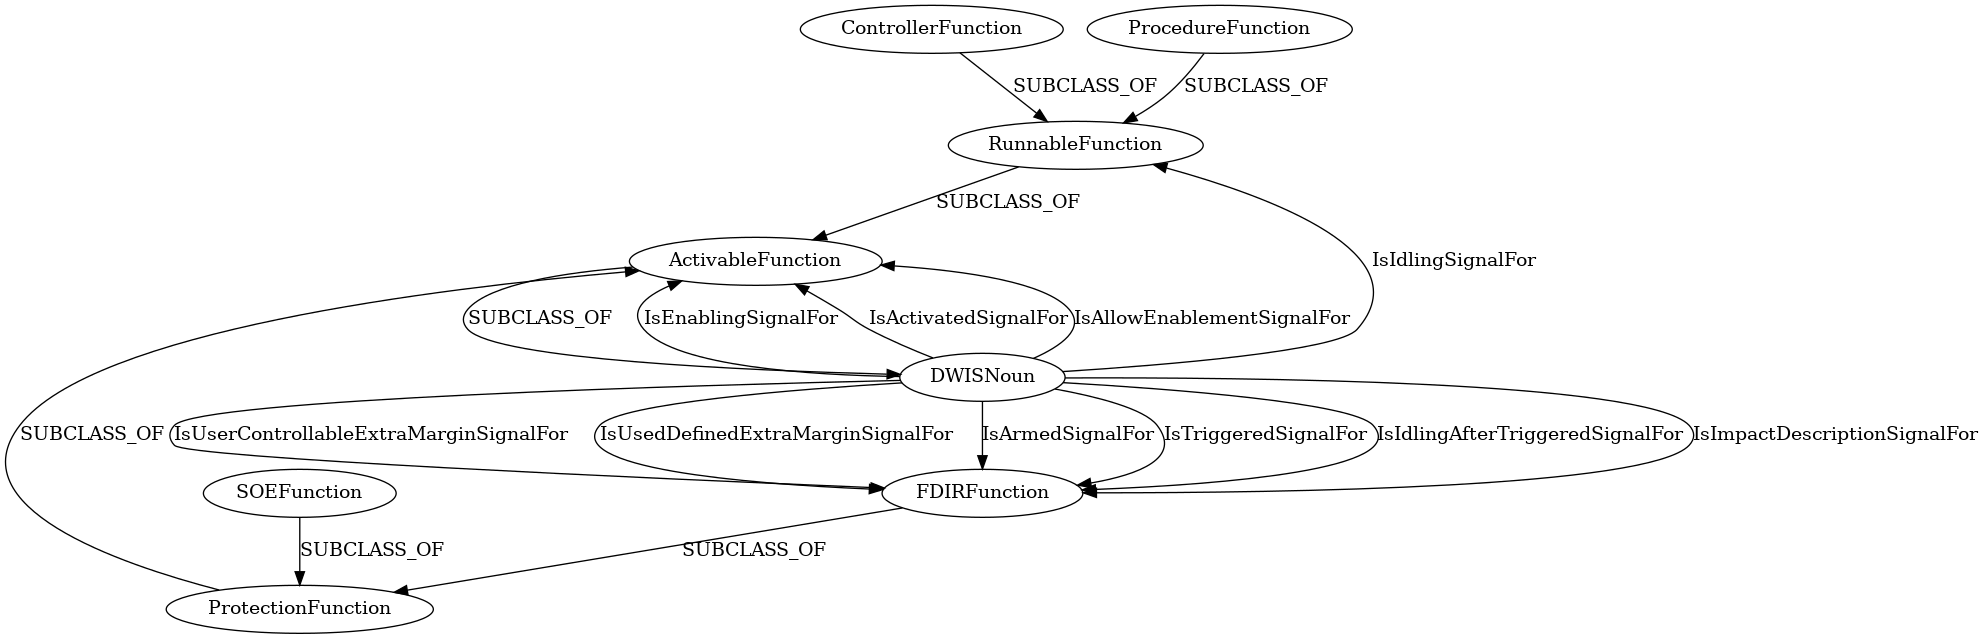 ControllerFunction
ProcedureFunction
SUBCLASS_OF
SUBCLASS_OF
RunnableFunction
SUBCLASS_OF
ActivableFunction
IsIdlingSignalFor
SUBCLASS_OF
IsEnablingSignalFor
IsActivatedSignalFor
IsAllowEnablementSignalFor
DWISNoun
SUBCLASS_OF
IsUserControllableExtraMarginSignalFor
IsUsedDefinedExtraMarginSignalFor
IsArmedSignalFor
IsTriggeredSignalFor
IsIdlingAfterTriggeredSignalFor
IsImpactDescriptionSignalFor
SOEFunction
FDIRFunction
SUBCLASS_OF
SUBCLASS_OF
ProtectionFunction